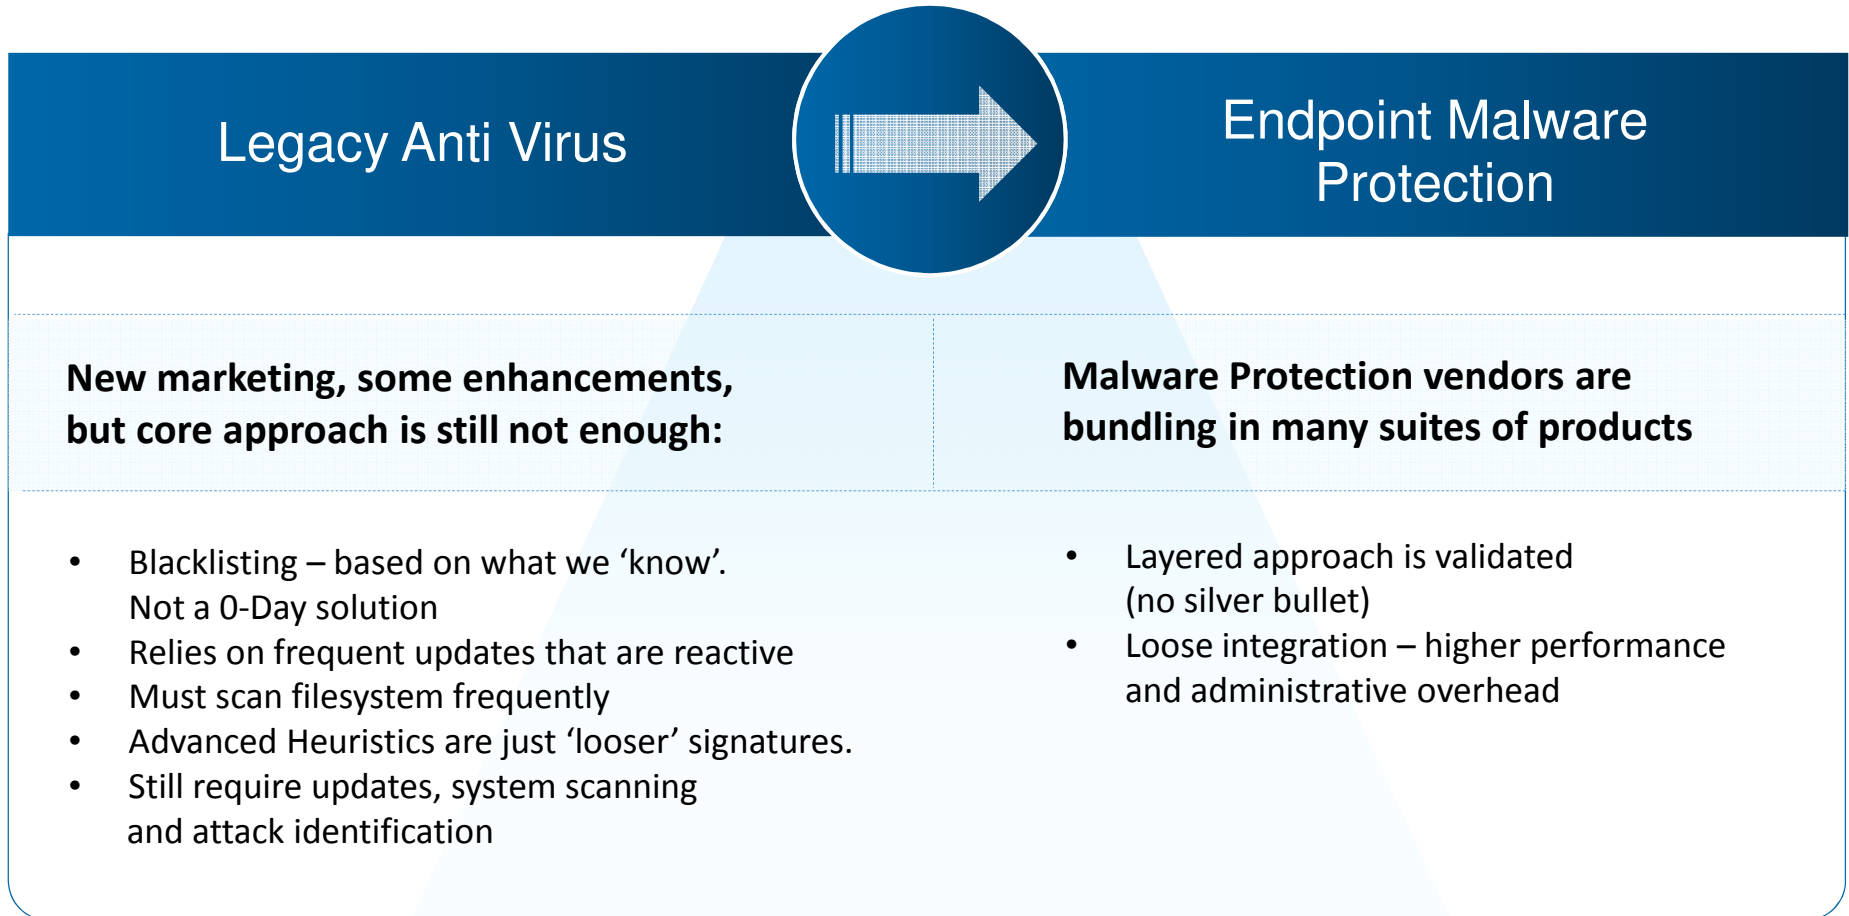 Legacy Anti Virus
Endpoint Malware
Protection
New marketing, some enhancements,
but core approach is still not enough:
Malware Protection vendors are
bundling in many suites of products
• Blacklisting – based on what we ‘know’.
Not a 0-Day solution
• Relies on frequent updates that are reactive
• Must scan filesystem frequently
• Advanced Heuristics are just ‘looser’ signatures.
• Still require updates, system scanning
and attack identification
• Layered approach is validated
(no silver bullet)
• Loose integration – higher performance
and administrative overhead